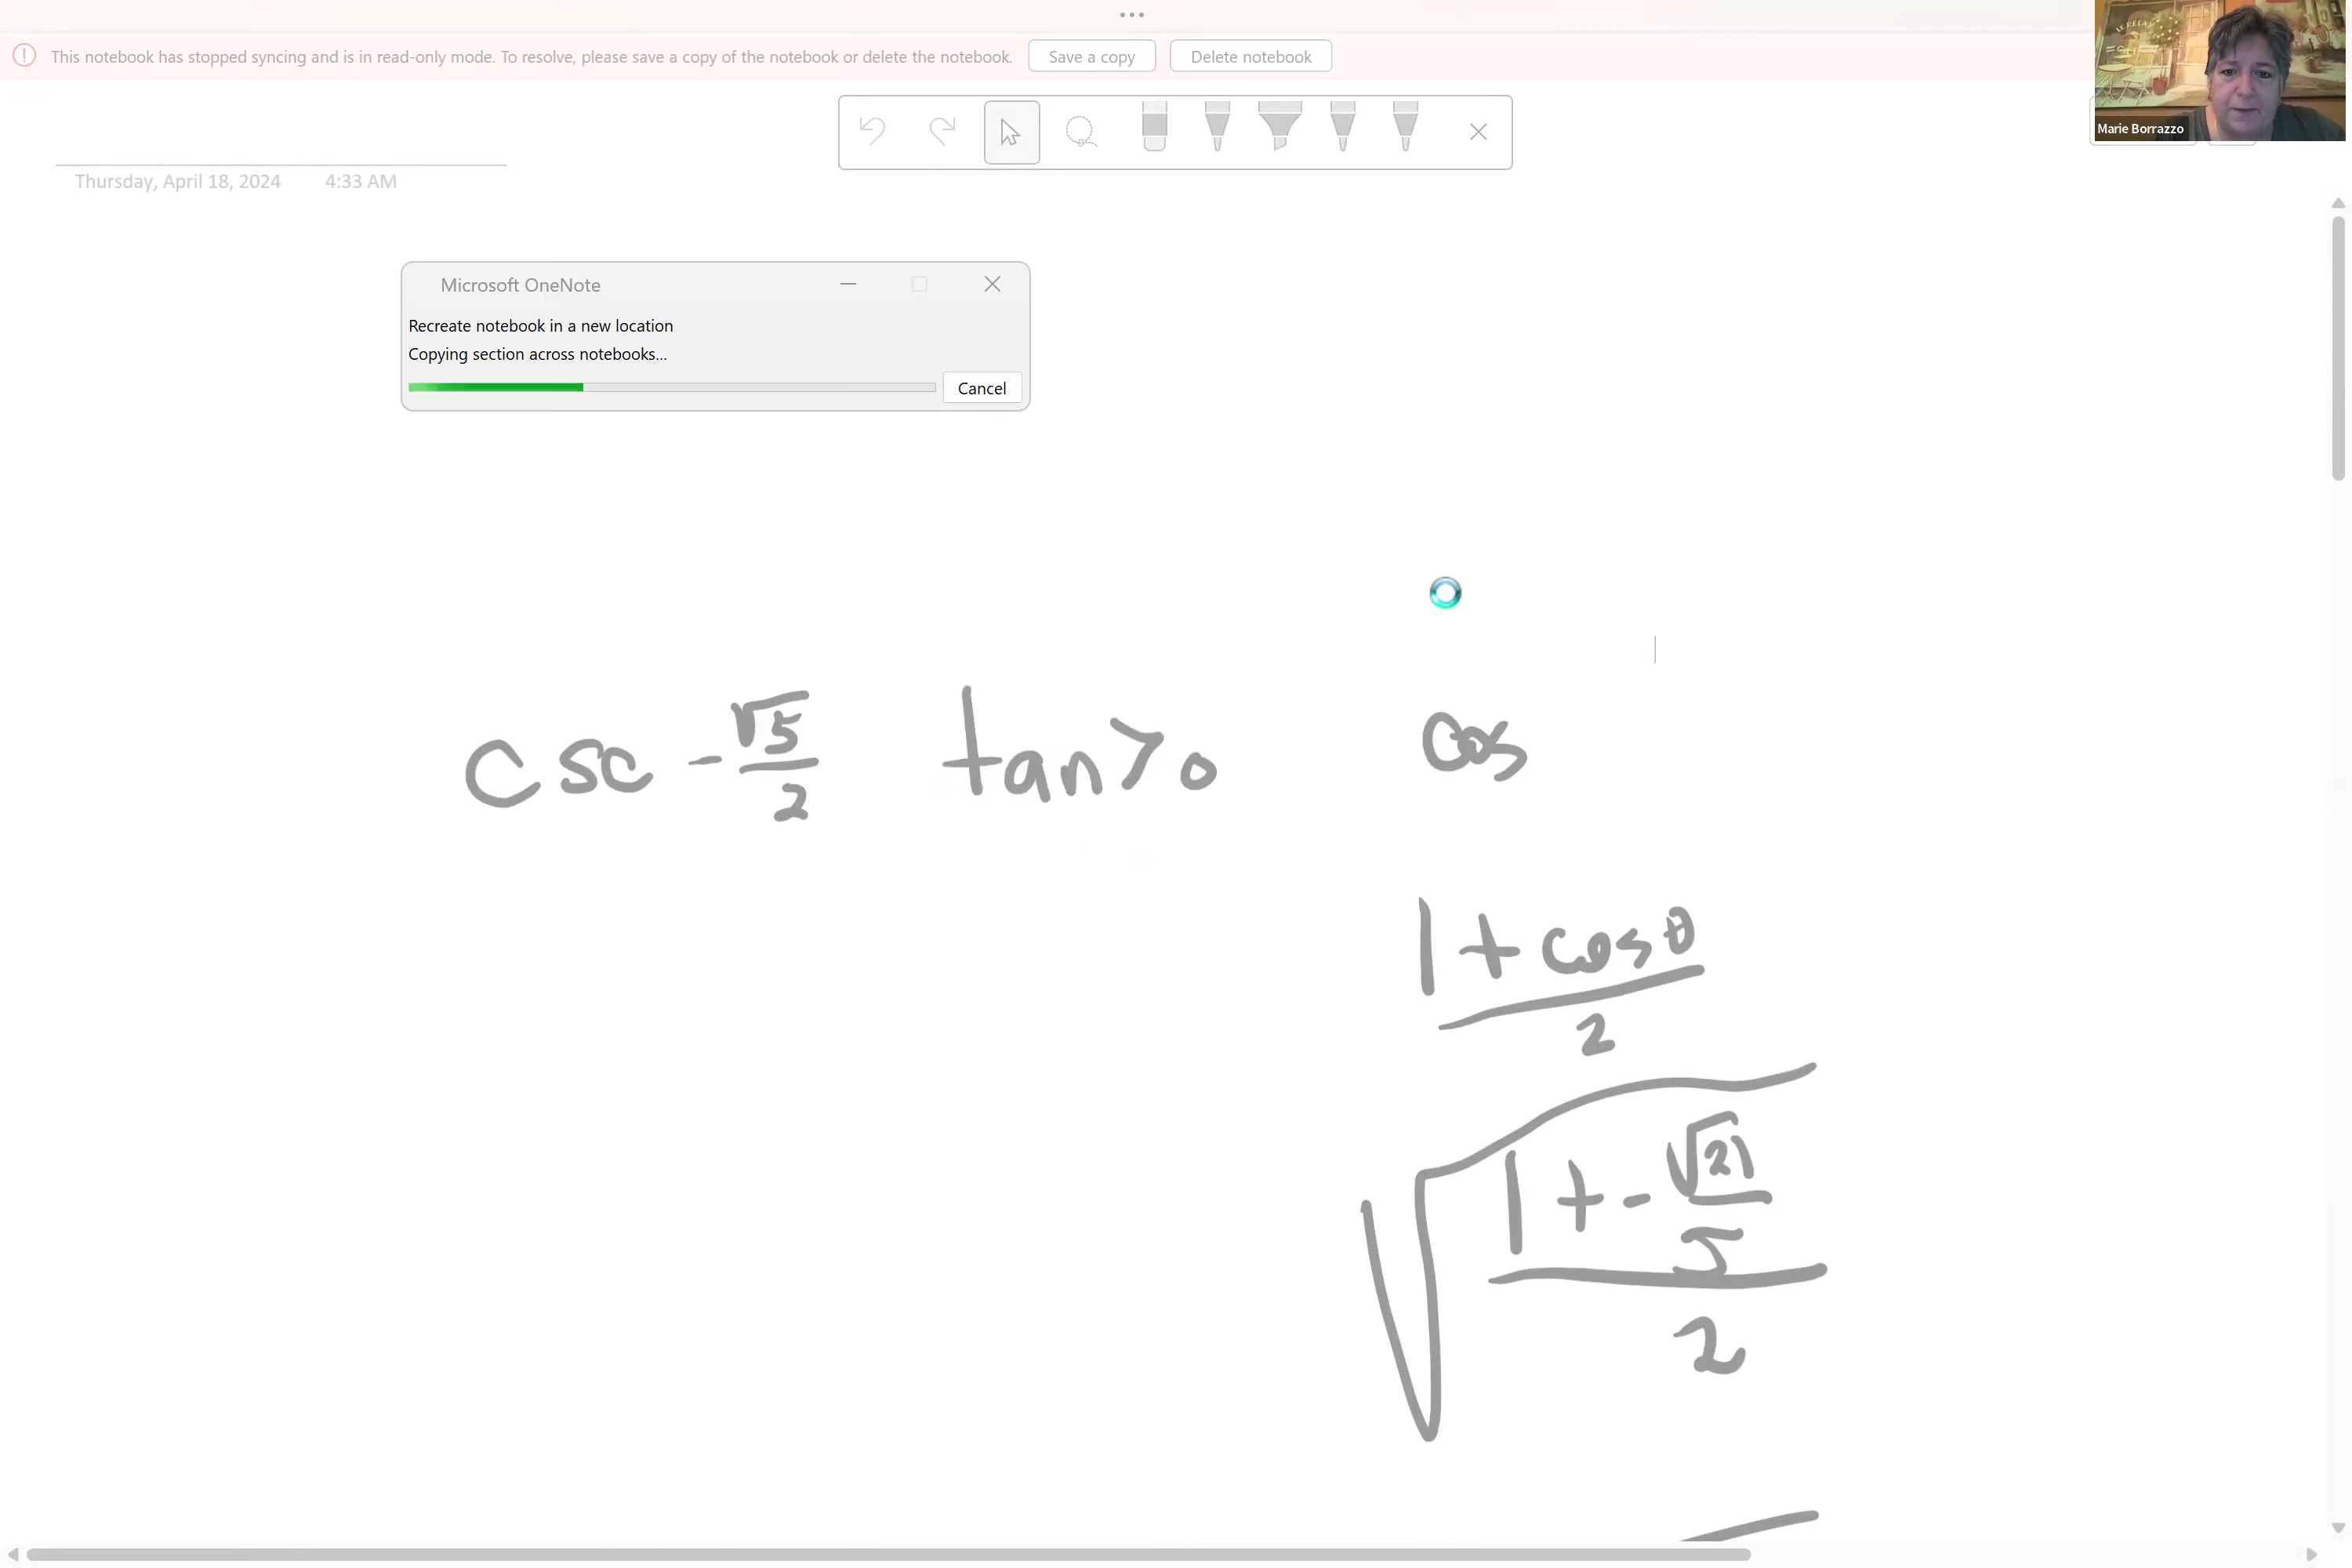 This notebook has stopped syncing and is in read-only mode. To resolve, please save a copy of the notebook or delete the notebook. Save a copy Delete notebook
LE RELAX
CAFE
Marie Borrazzo
Thursday, April 18, 2024 4:33 AM
Microsoft OneNote
Recreate notebook in a new location
Copying section across notebooks...
Cancel
csc -√5/2 tan>0 cos
1+cosθ
2
√1+-√21/5
2